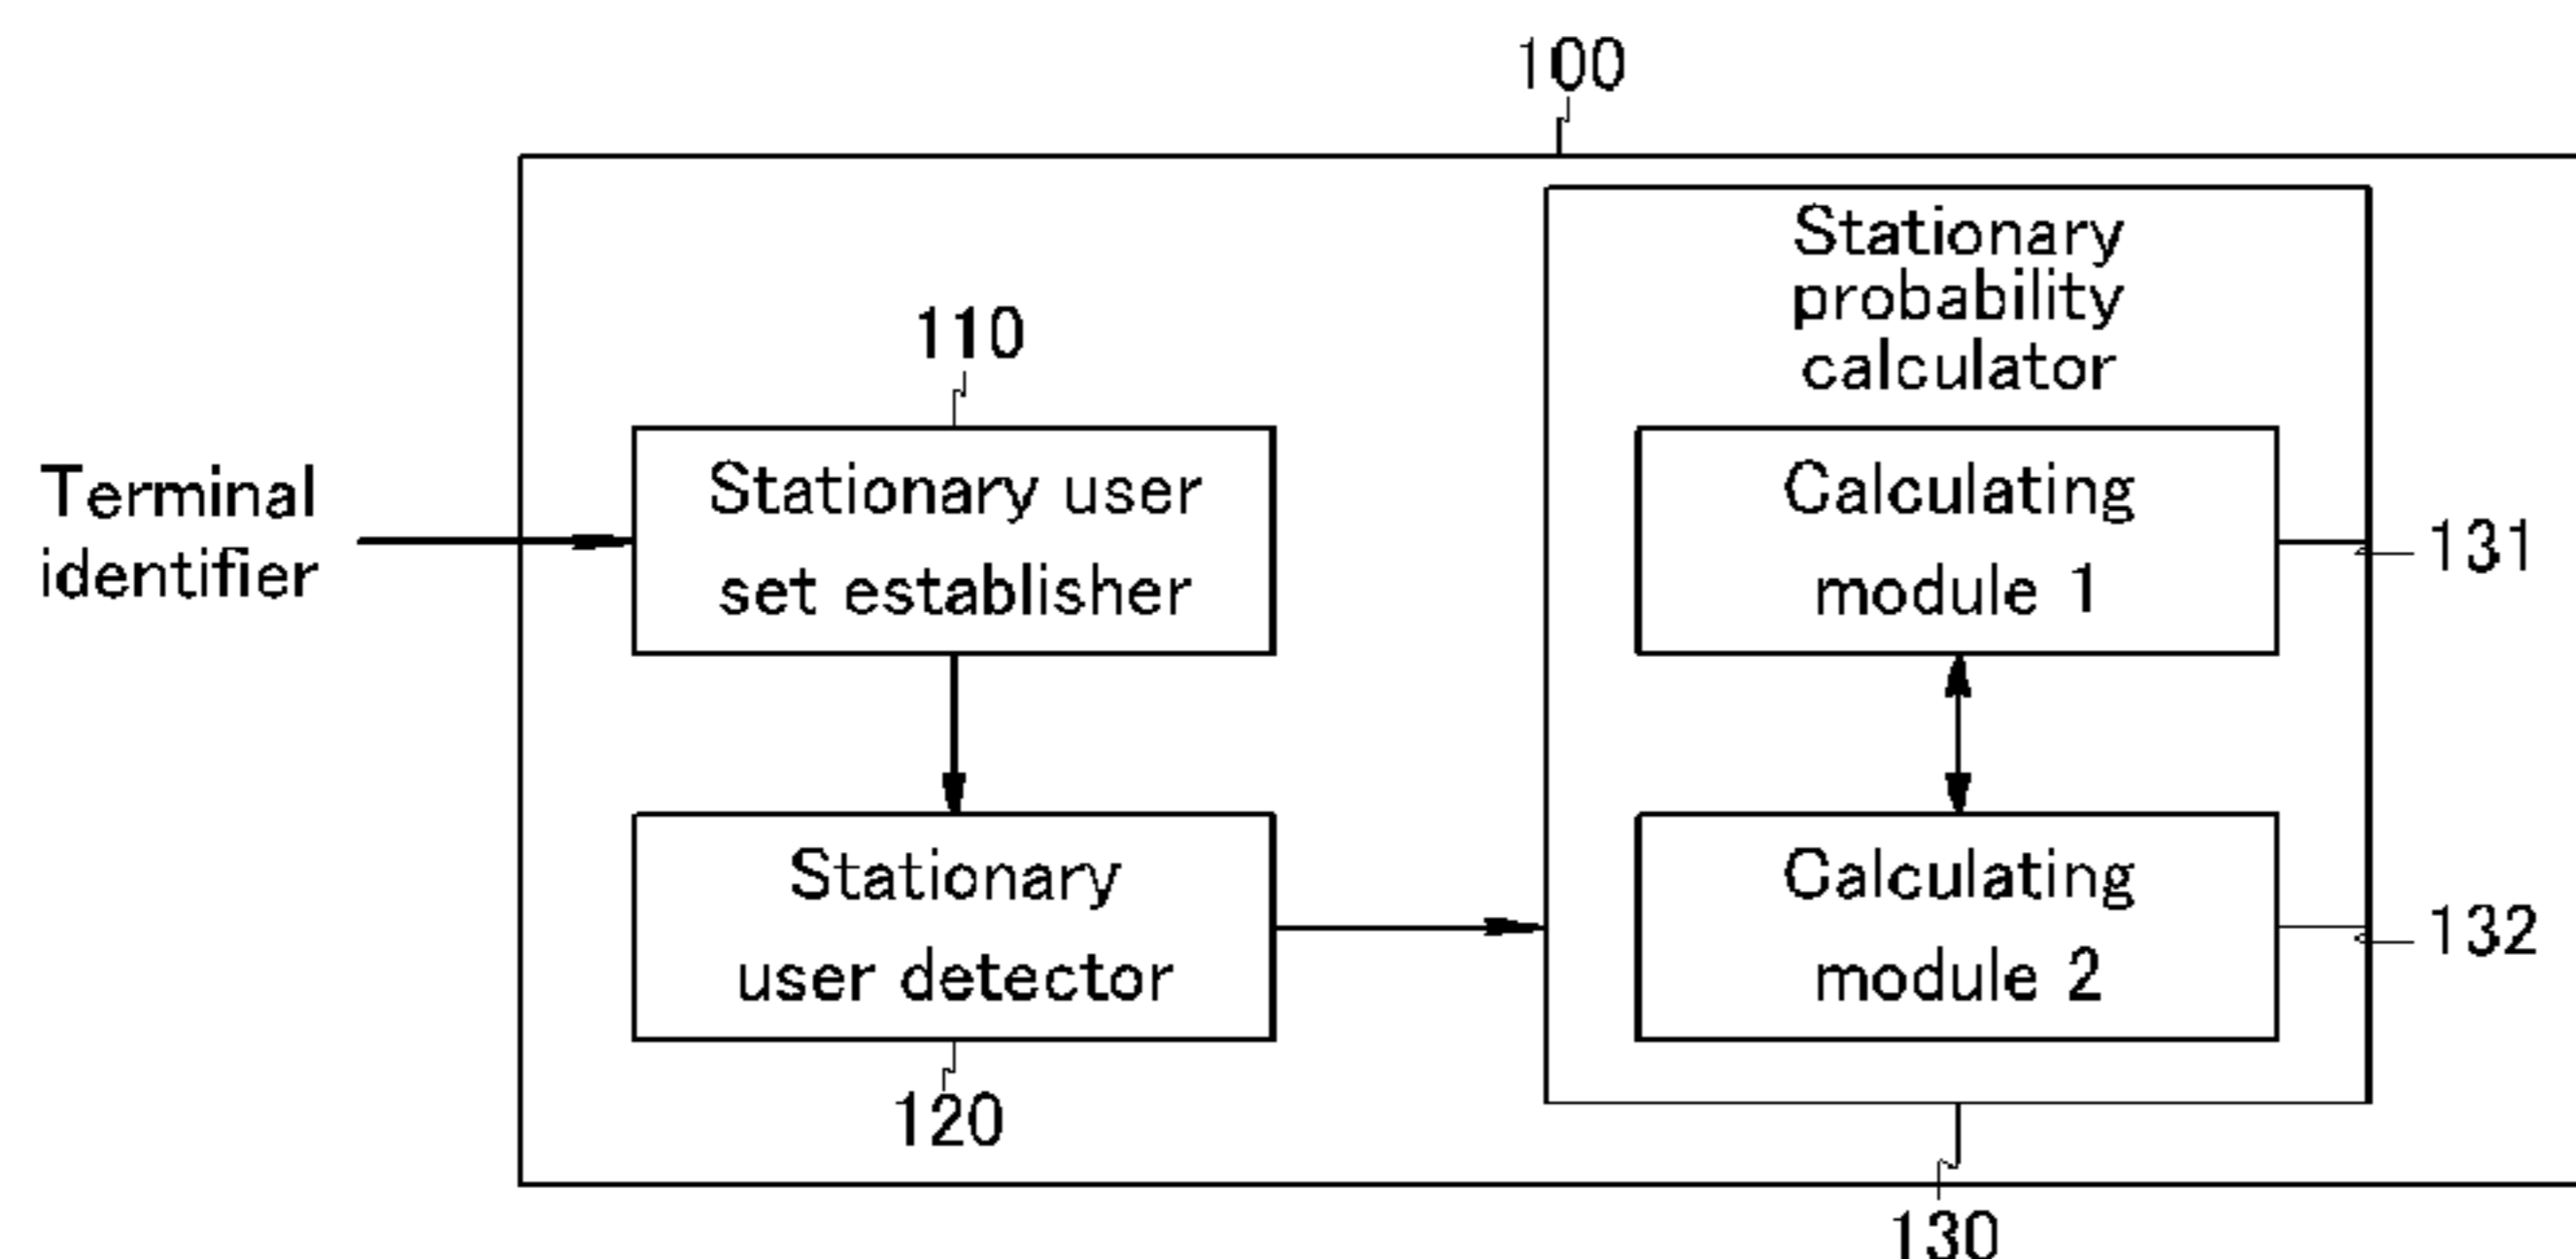 100
Stationary
probability
calculator
110
Terminal
identifier
Stationary user
set establisher
Calculating
module 1
131
Stationary
user detector
Calculating
module 2
132
120
130